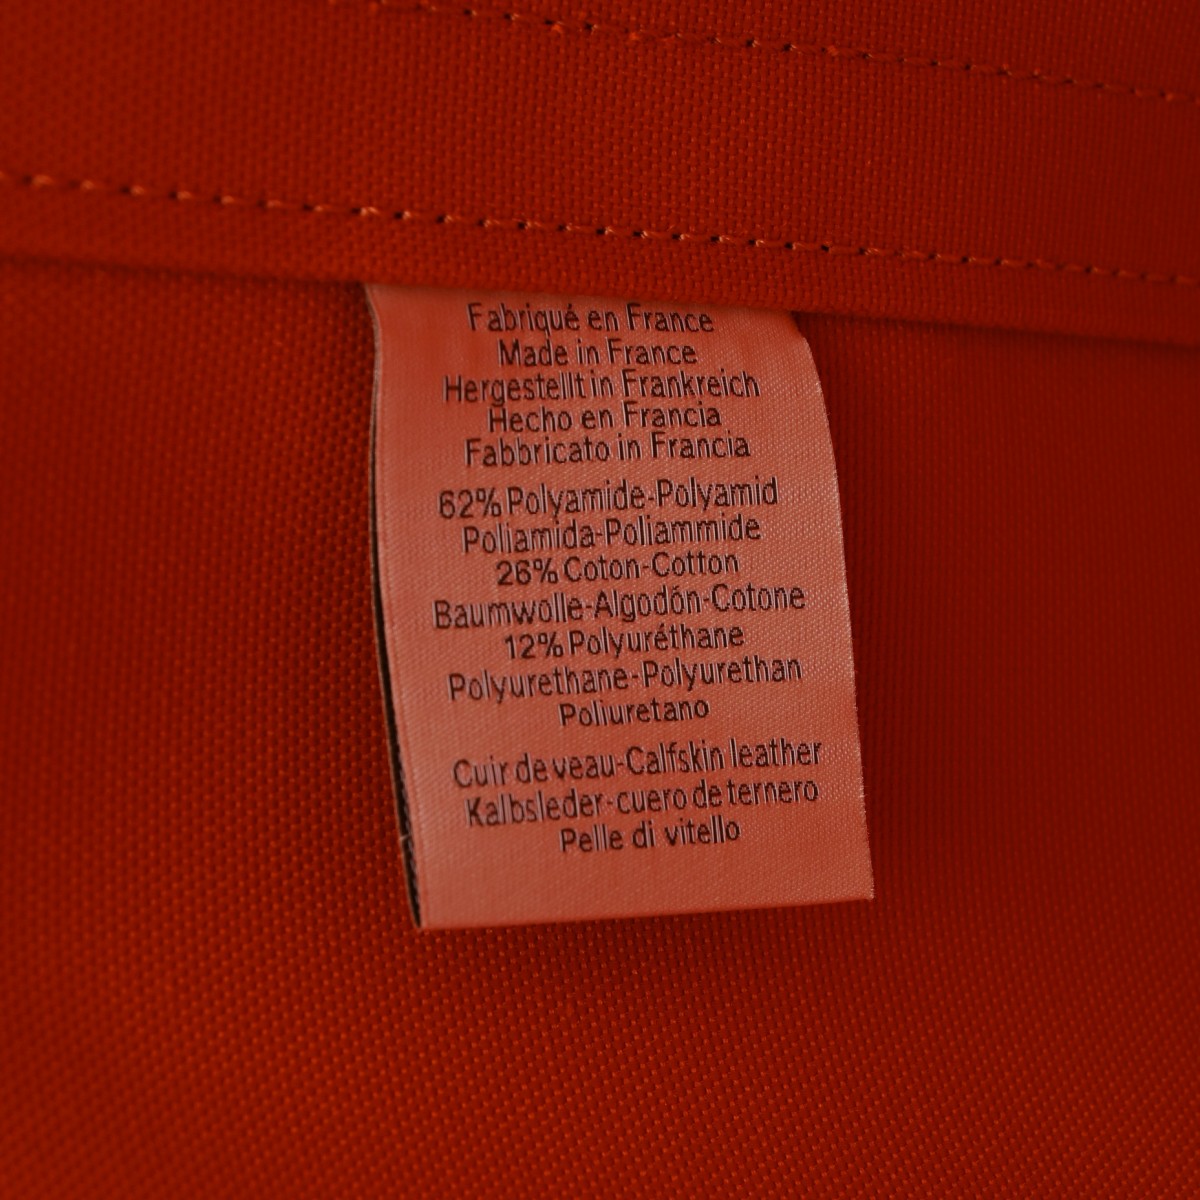 Fabriqué en France
Made in France
Hergestellt in Frankreich
Hecho en Francia
Fabbricato in Francia
62% Polyamide-Polyamid
Poliamida-Poliammide
26% Coton-Cotton
Baumwolle-Algodón-Cotone
12% Polyuréthane
Polyurethane-Polyurethan
Poliuretano
Cuir de veau-Calfskin leather
Kalbsleder-cuero de ternero
Pelle di vitello